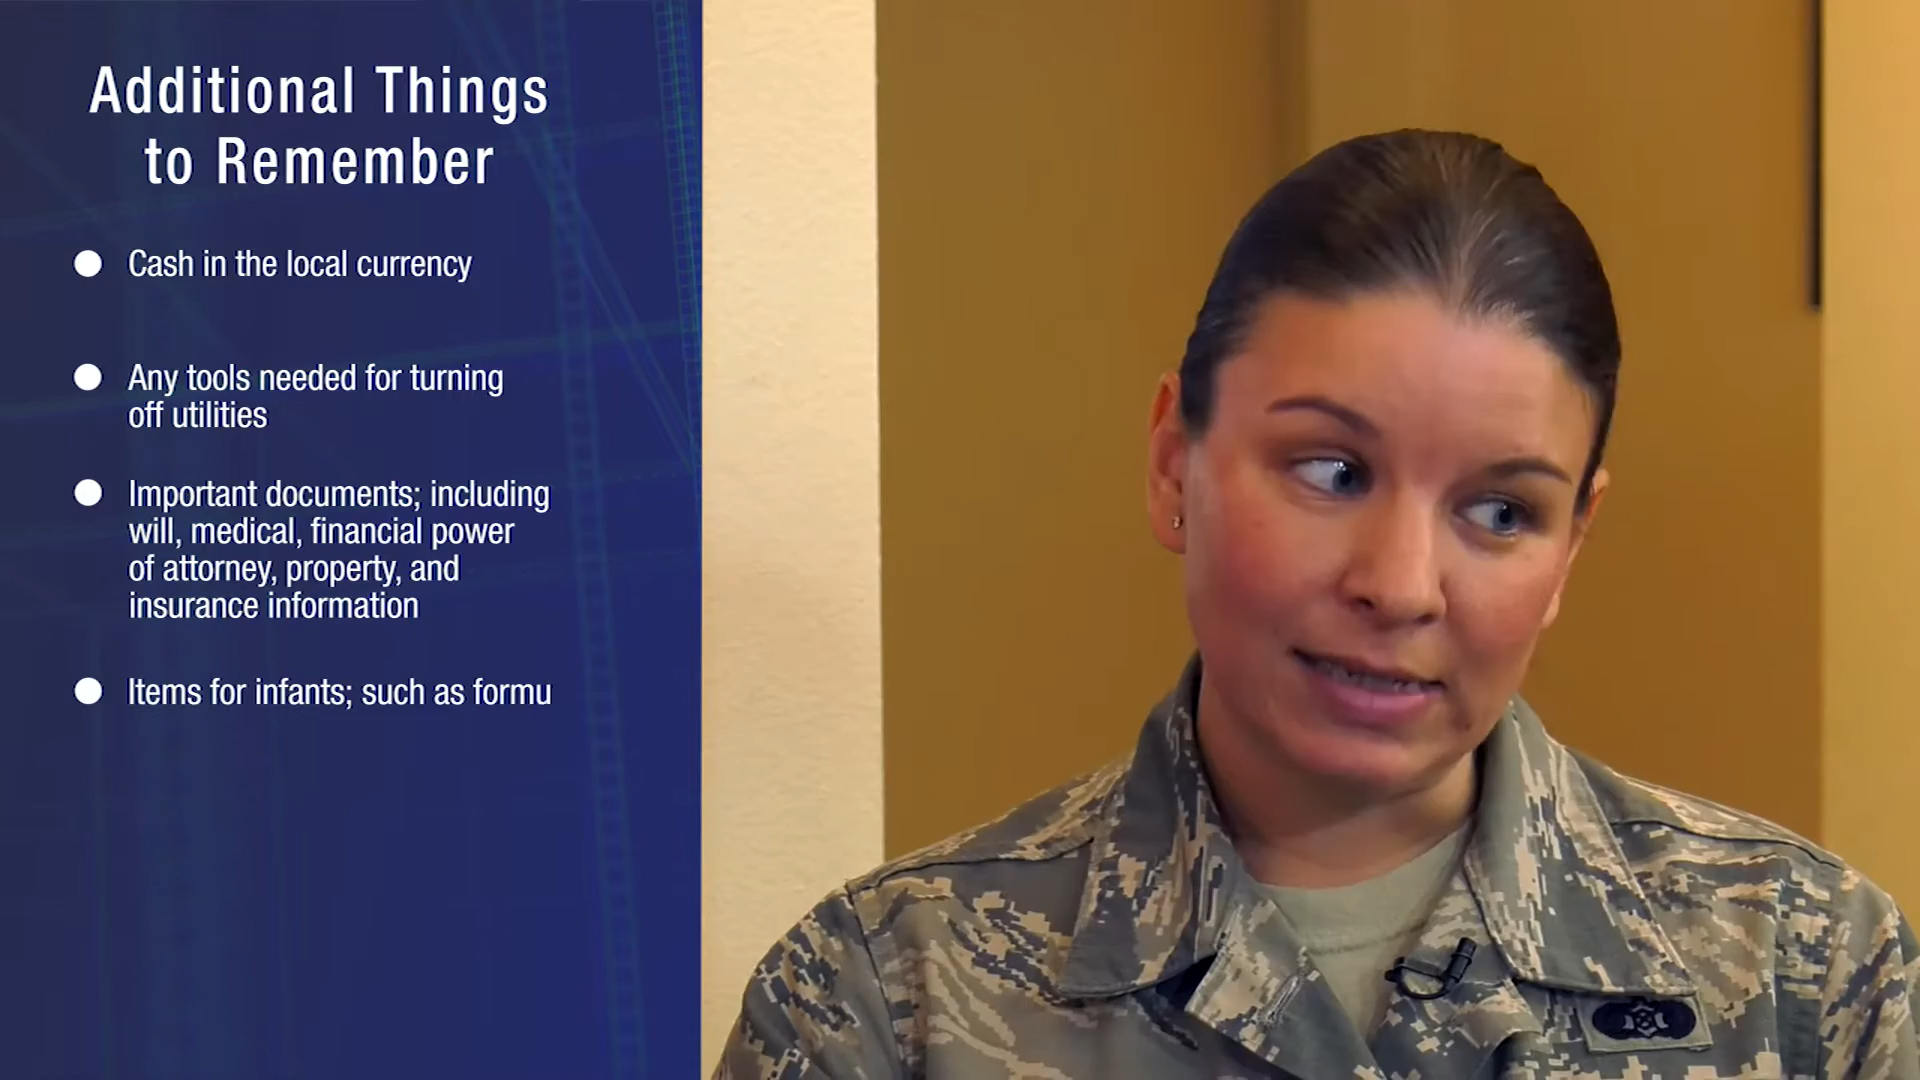 Additional Things
to Remember
Cash in the local currency
Any tools needed for turning
off utilities
Important documents; including
will, medical, financial power
of attorney, property, and
insurance information
Items for infants; such as formu